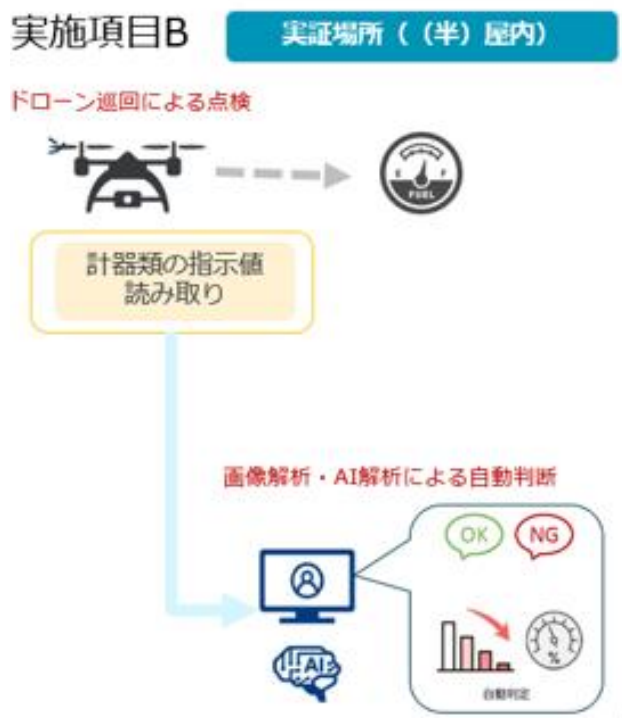 実施項目B
実証場所（（半）屋内）
ドローン巡回による点検
E F
FUEL
計器類の指示値
読み取り
画像解析・AI解析による自動判断
OK
NG
%
AI
自動判定